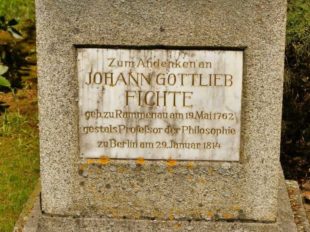 Zum Andenken an
JOHANN GOTTLIEB
FICHTE
geb. zu Rammenau am 19. Mai 1762
gest. als Professor der Philosophie
zu Berlin am 29. Januar 1814